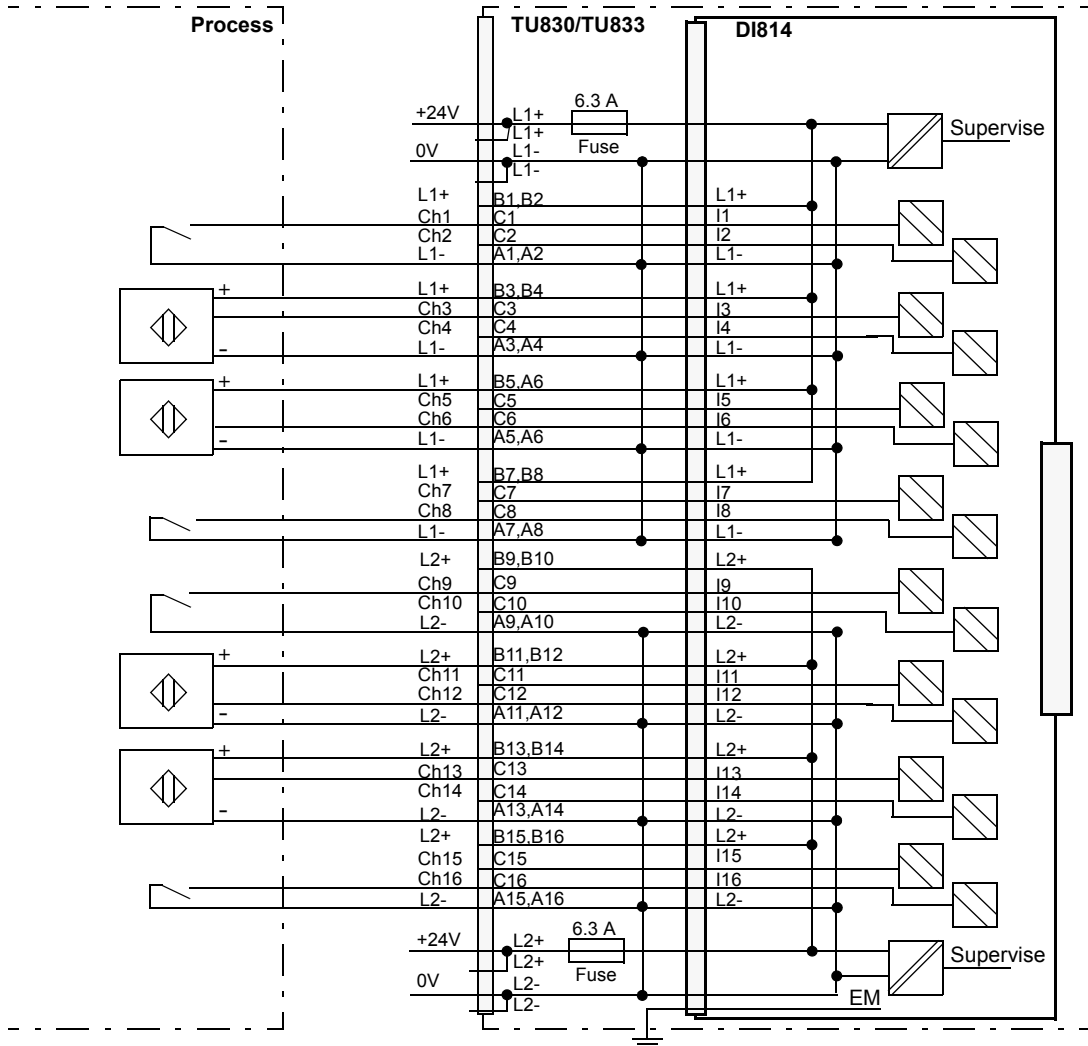 Process TU830/TU833 DI814
6.3 A
+24V L1+
L1+ Fuse Supervise
0V L1-
L1-
L1+ B1,B2 L1+
Ch1 C1 I1
Ch2 C2 I2
L1- A1,A2 L1-
+ L1+ B3,B4 L1+
Ch3 C3 I3
Ch4 C4 I4
- L1- A3,A4 L1-
+ L1+ B5,A6 L1+
Ch5 C5 I5
Ch6 C6 I6
- L1- A5,A6 L1-
L1+ B7,B8 L1+
Ch7 C7 I7
Ch8 C8 I8
L1- A7,A8 L1-
L2+ B9,B10 L2+
Ch9 C9 I9
Ch10 C10 I10
L2- A9,A10 L2-
+ L2+ B11,B12 L2+
Ch11 C11 I11
Ch12 C12 I12
- L2- A11,A12 L2-
+ L2+ B13,B14 L2+
Ch13 C13 I13
Ch14 C14 I14
- L2- A13,A14 L2-
L2+ B15,B16 L2+
Ch15 C15 I15
Ch16 C16 I16
L2- A15,A16 L2-
6.3 A
+24V L2+
L2+ Fuse Supervise
0V L2-
L2- EM